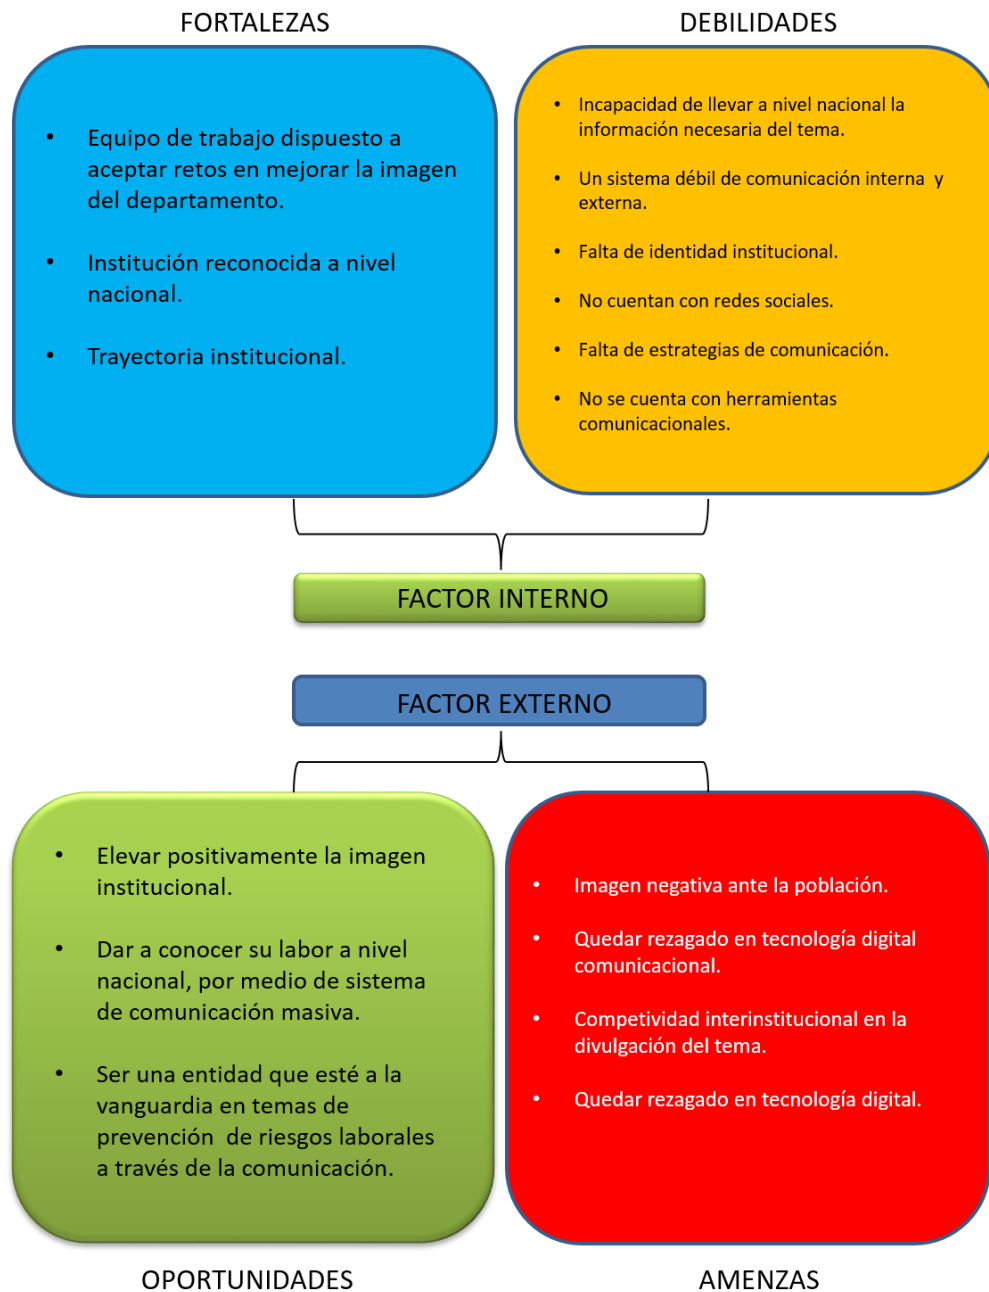 FORTALEZAS
• Equipo de trabajo dispuesto a
aceptar retos en mejorar la imagen
del departamento.
• Institución reconocida a nivel
nacional.
• Trayectoria institucional.
DEBILIDADES
• Incapacidad de llevar a nivel nacional la
información necesaria del tema.
• Un sistema débil de comunicación interna y
externa.
• Falta de identidad institucional.
• No cuentan con redes sociales.
• Falta de estrategias de comunicación.
• No se cuenta con herramientas
comunicacionales.
FACTOR INTERNO
FACTOR EXTERNO
• Elevar positivamente la imagen
institucional.
• Dar a conocer su labor a nivel
nacional, por medio de sistema
de comunicación masiva.
• Ser una entidad que esté a la
vanguardia en temas de
prevención de riesgos laborales
a través de la comunicación.
OPORTUNIDADES
• Imagen negativa ante la población.
• Quedar rezagado en tecnología digital
comunicacional.
• Competividad interinstitucional en la
divulgación del tema.
• Quedar rezagado en tecnología digital.
AMENZAS